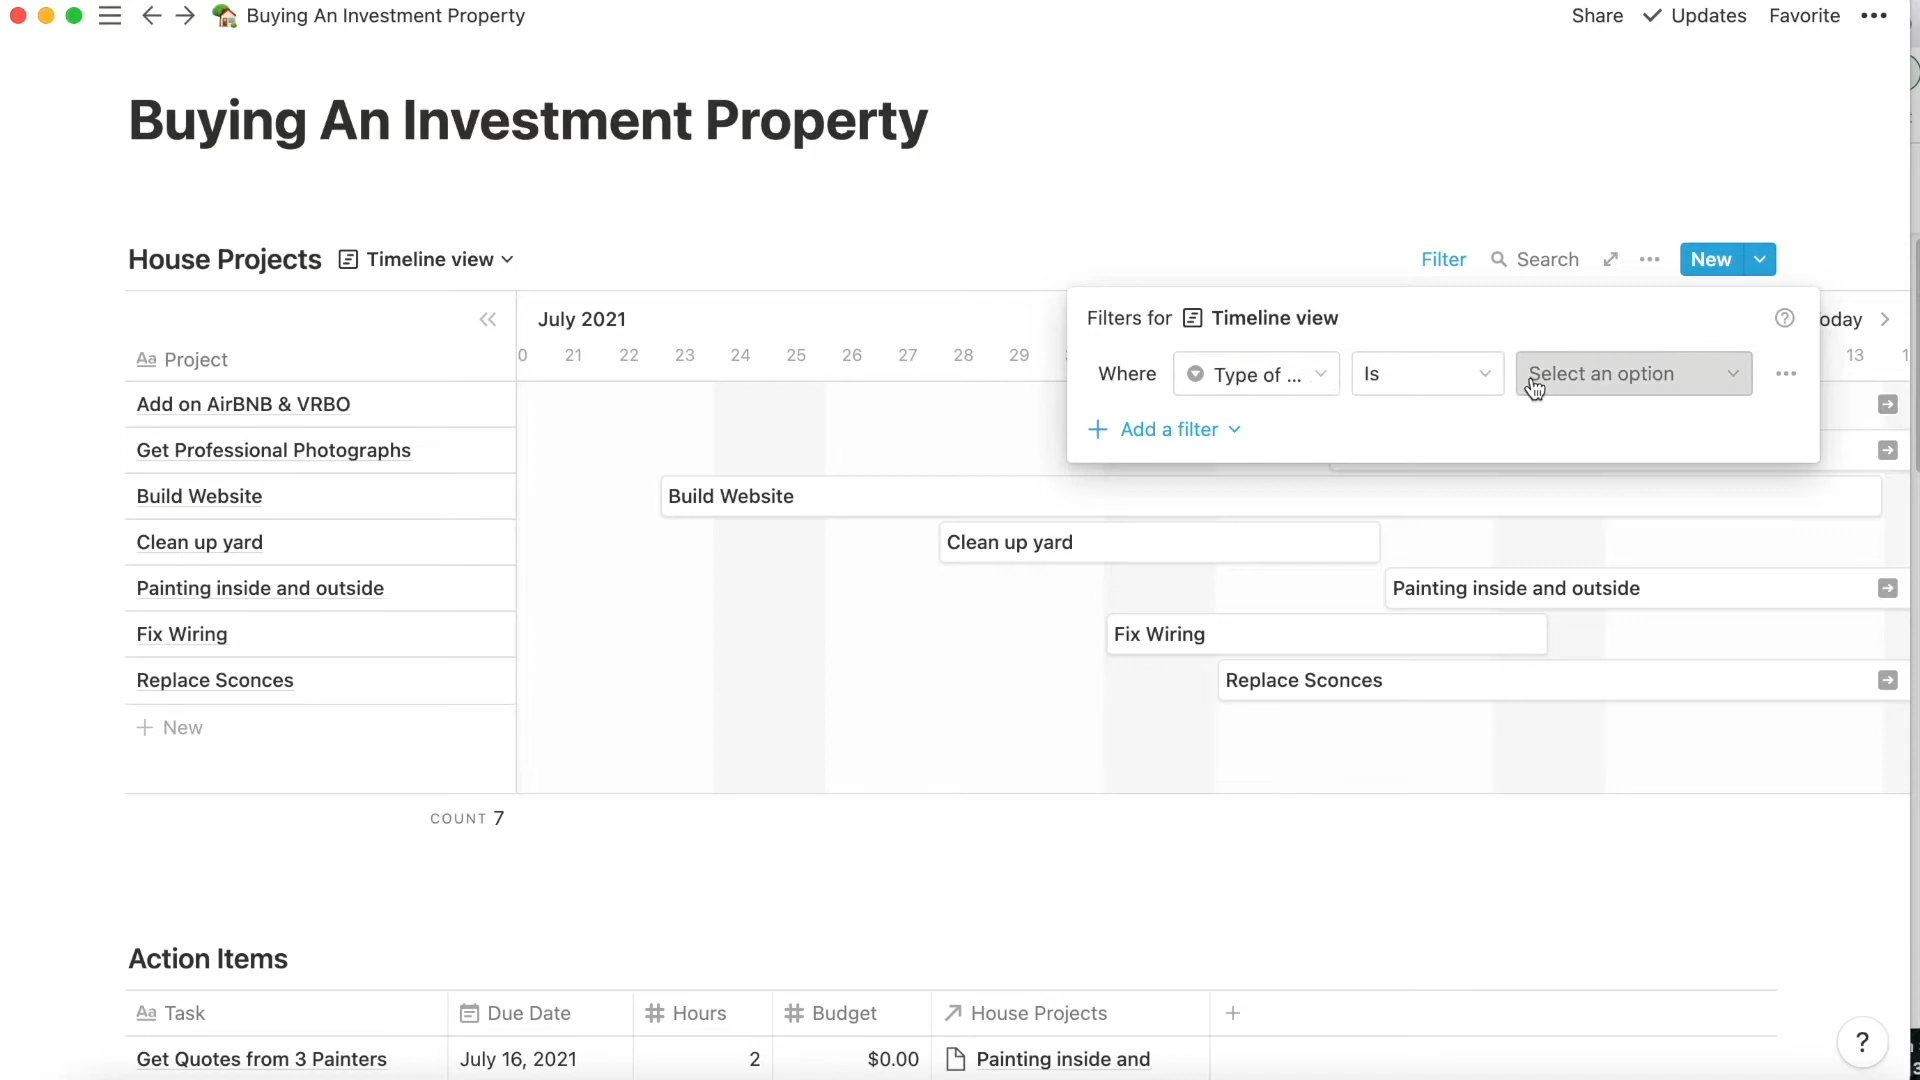 Buying An Investment Property
Share
Updates
Favorite
Buying An Investment Property
House Projects
Timeline view
Filter
Search
New
Filters for Timeline view
Where
Type of ...
Is
Select an option
Add a filter
July 2021
oday
0 21 22 23 24 25 26 27 28 29
13 1
Aa Project
Add on AirBNB & VRBO
Get Professional Photographs
Build Website
Build Website
Clean up yard
Clean up yard
Painting inside and outside
Painting inside and outside
Fix Wiring
Fix Wiring
Replace Sconces
Replace Sconces
+ New
COUNT 7
Action Items
Aa Task
Due Date
# Hours
# Budget
House Projects
+
Get Quotes from 3 Painters
July 16, 2021
2
$0.00
Painting inside and
?